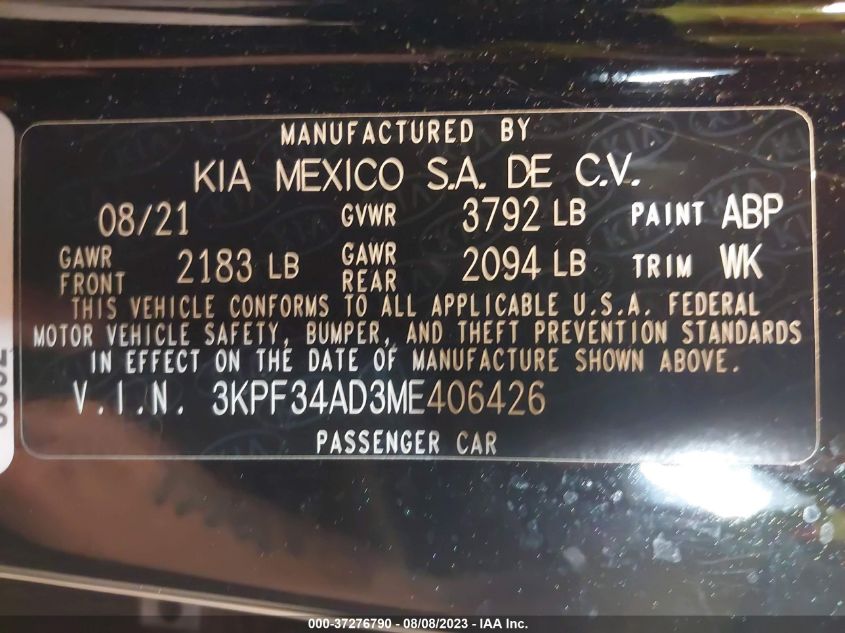 MANUFACTURED BY
KIA MEXICO S.A. DE C.V.
08/21 GVWR 3792 LB PAINT ABP
GAWR FRONT 2183 LB GAWR REAR 2094 LB TRIM WK
THIS VEHICLE CONFORMS TO ALL APPLICABLE U.S.A. FEDERAL
MOTOR VEHICLE SAFETY, BUMPER, AND THEFT PREVENTION STANDARDS
IN EFFECT ON THE DATE OF MANUFACTURE SHOWN ABOVE.
V.I.N. 3KPF34AD3ME406426
PASSENGER CAR
000-37276790 - 08/08/2023 - IAA Inc.